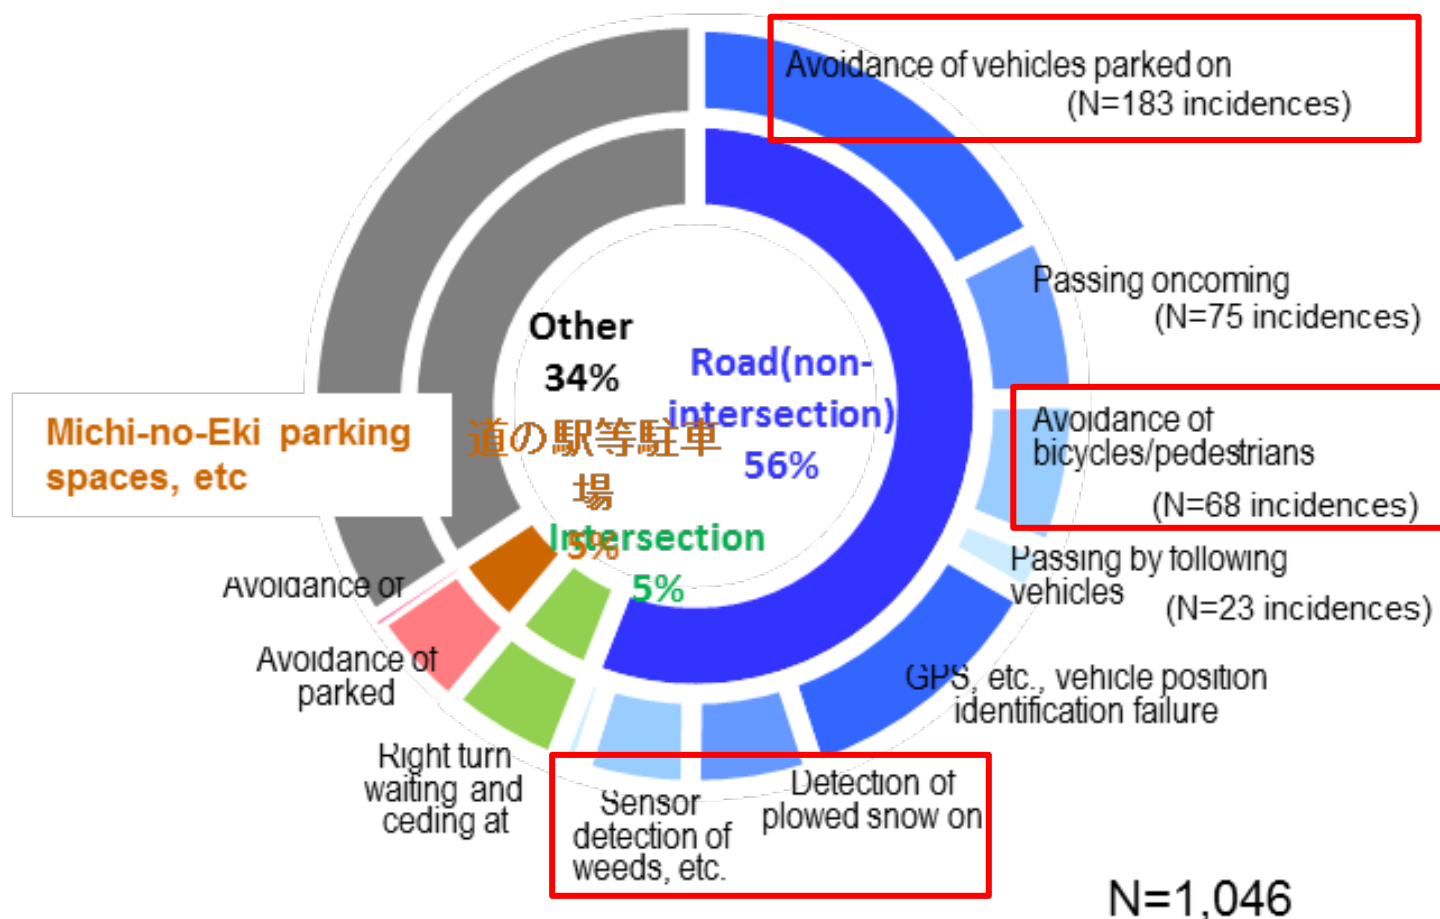 Avoidance of vehicles parked on
(N=183 incidences)
Passing oncoming
(N=75 incidences)
Avoidance of
bicycles/pedestrians
(N=68 incidences)
Passing by following
vehicles
(N=23 incidences)
GPS, etc., vehicle position
identification failure
Detection of
plowed snow on
Sensor
detection of
weeds, etc.
Right turn
waiting and
ceding at
Avoidance of
parked
Avoidance of
Michi-no-Eki parking
spaces, etc
Other
34%
Road(non-
intersection)
56%
道の駅等駐車
場
5%
Intersection
5%
N=1,046